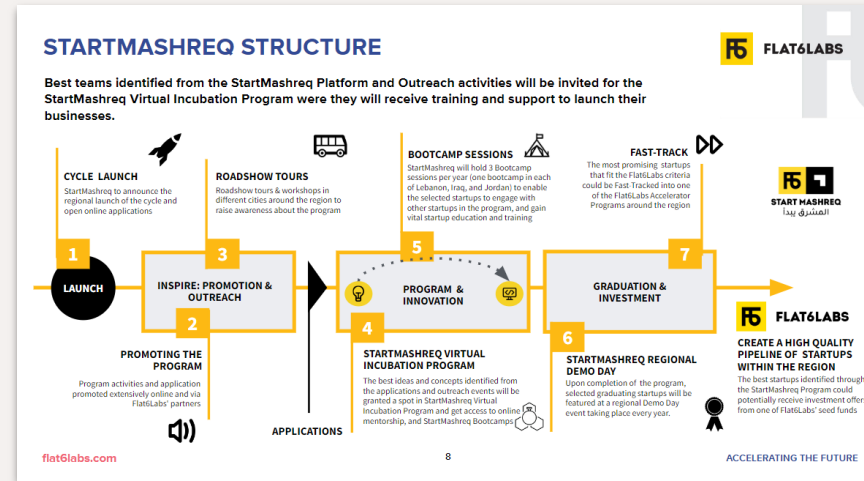 STARTMASHREQ STRUCTURE
F6 FLAT6LABS
Best teams identified from the StartMashreq Platform and Outreach activities will be invited for the
StartMashreq Virtual Incubation Program were they will receive training and support to launch their
businesses.
CYCLE LAUNCH
StartMashreq to announce the
regional launch of the cycle and
open online applications
ROADSHOW TOURS
Roadshow tours & workshops in
different cities around the region to
raise awareness about the program
BOOTCAMP SESSIONS
StartMashreq will hold 3 Bootcamp
sessions per year (one bootcamp in each
of Lebanon, Iraq, and Jordan) to enable
the selected startups to engage with
other startups in the program, and gain
vital startup education and training
FAST-TRACK
The most promising startups
that fit the Flat6Labs criteria
could be Fast-Tracked into one
of the Flat6Labs Accelerator
Programs around the region
F6
START MASHREQ
المشرق يبدأ
1
3
5
7
LAUNCH
INSPIRE: PROMOTION &
OUTREACH
PROGRAM &
INNOVATION
GRADUATION &
INVESTMENT
2
4
6
PROMOTING THE
PROGRAM
Program activities and application
promoted extensively online and via
Flat6Labs' partners
APPLICATIONS
STARTMASHREQ VIRTUAL
INCUBATION PROGRAM
The best ideas and concepts identified from
the applications and outreach events will be
granted a spot in StartMashreq Virtual
Incubation Program and get access to online
mentorship, and StartMashreq Bootcamps
STARTMASHREQ REGIONAL
DEMO DAY
Upon completion of the program,
selected graduating startups will be
featured at a regional Demo Day
event taking place every year.
F6 FLAT6LABS
CREATE A HIGH QUALITY
PIPELINE OF STARTUPS
WITHIN THE REGION
The best startups identified through
the StartMashreq Program could
potentially receive investment offers
from one of Flat6Labs' seed funds
flat6labs.com
8
ACCELERATING THE FUTURE